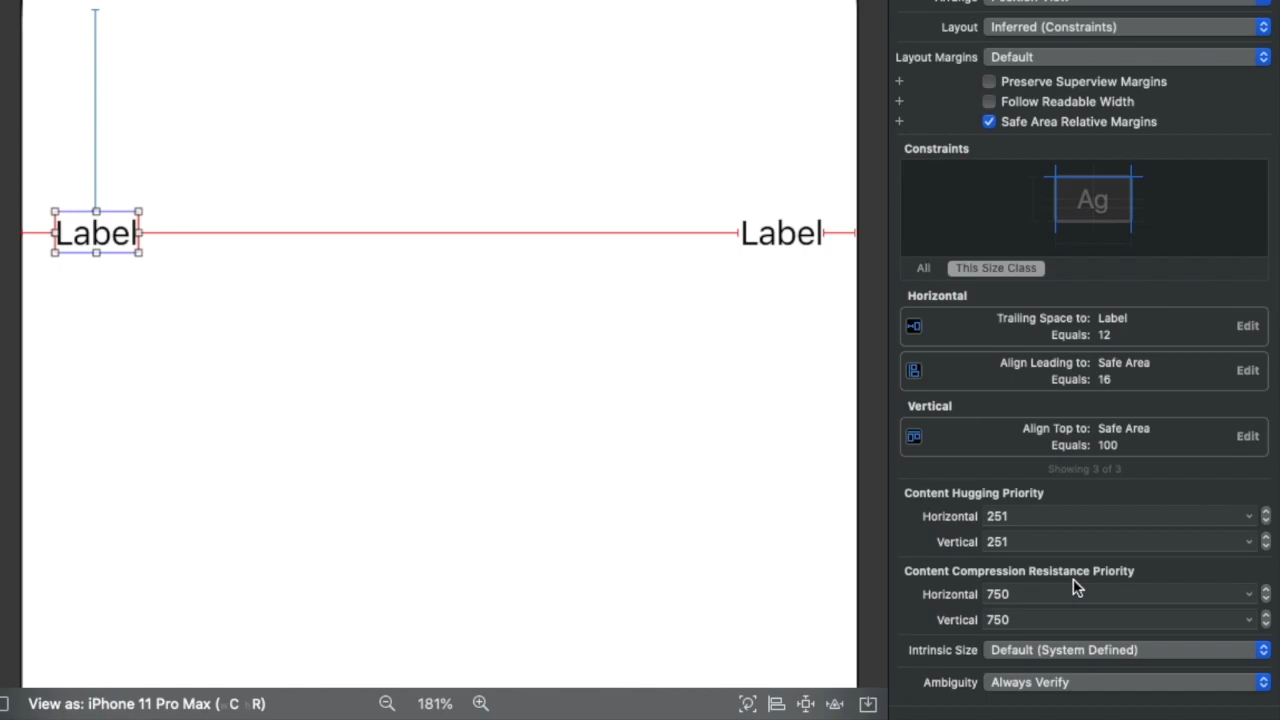 Layout Inferred (Constraints)
Layout Margins Default
Preserve Superview Margins
Follow Readable Width
Safe Area Relative Margins
Constraints
Ag
All This Size Class
Horizontal
Trailing Space to: Label
Equals: 12
Edit
Align Leading to: Safe Area
Equals: 16
Edit
Vertical
Align Top to: Safe Area
Equals: 100
Edit
Showing 3 of 3
Content Hugging Priority
Horizontal 251
Vertical 251
Content Compression Resistance Priority
Horizontal 750
Vertical 750
Intrinsic Size Default (System Defined)
Ambiguity Always Verify
Label Label
View as: iPhone 11 Pro Max ( C R)
181%